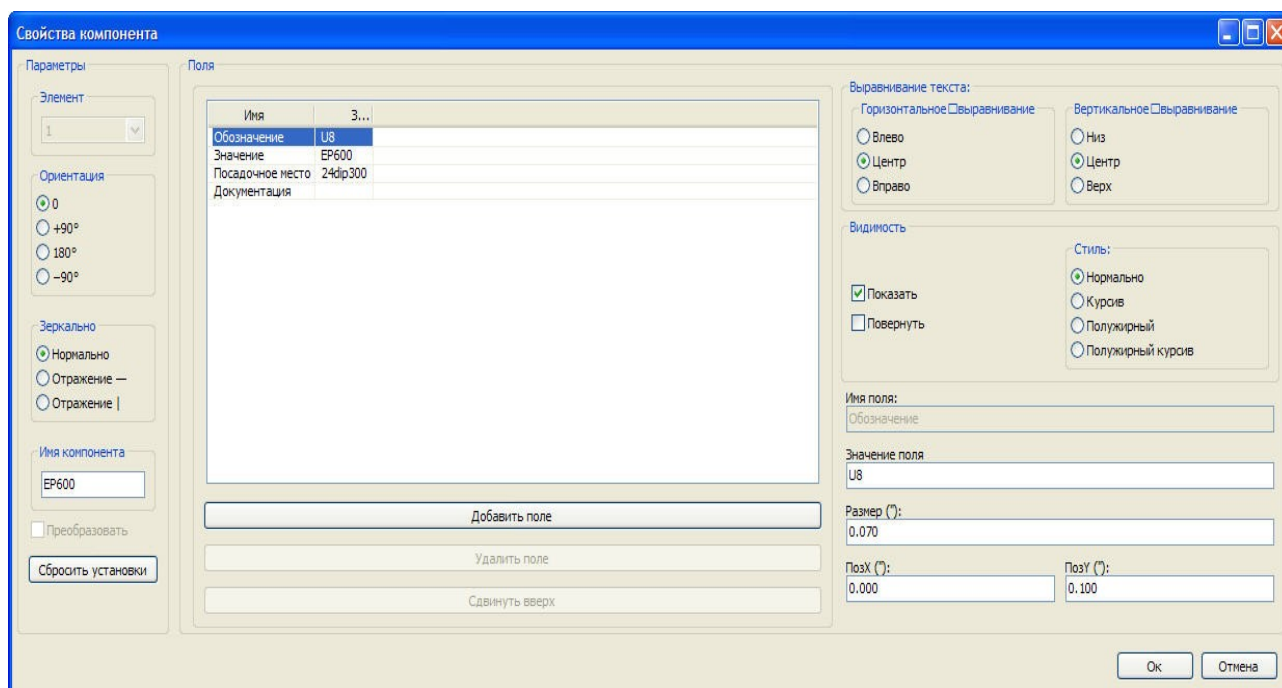 Свойства компонента
Параметры
Элемент
1
Ориентация
0
+90°
180°
−90°
Зеркально
Нормально
Отражение —
Отражение |
Имя компонента
EP600
Преобразовать
Сбросить установки
Поля
Имя З...
Обозначение U8
Значение EP600
Посадочное место 24dip300
Документация
Добавить поле
Удалить поле
Сдвинуть вверх
Выравнивание текста:
Горизонтальное□выравнивание
Влево
Центр
Вправо
Вертикальное□выравнивание
Низ
Центр
Верх
Видимость
Показать
Повернуть
Стиль:
Нормально
Курсив
Полужирный
Полужирный курсив
Имя поля:
Обозначение
Значение поля
U8
Размер ("):
0.070
ПозX ("):
0.000
ПозY ("):
0.100
Ок
Отмена